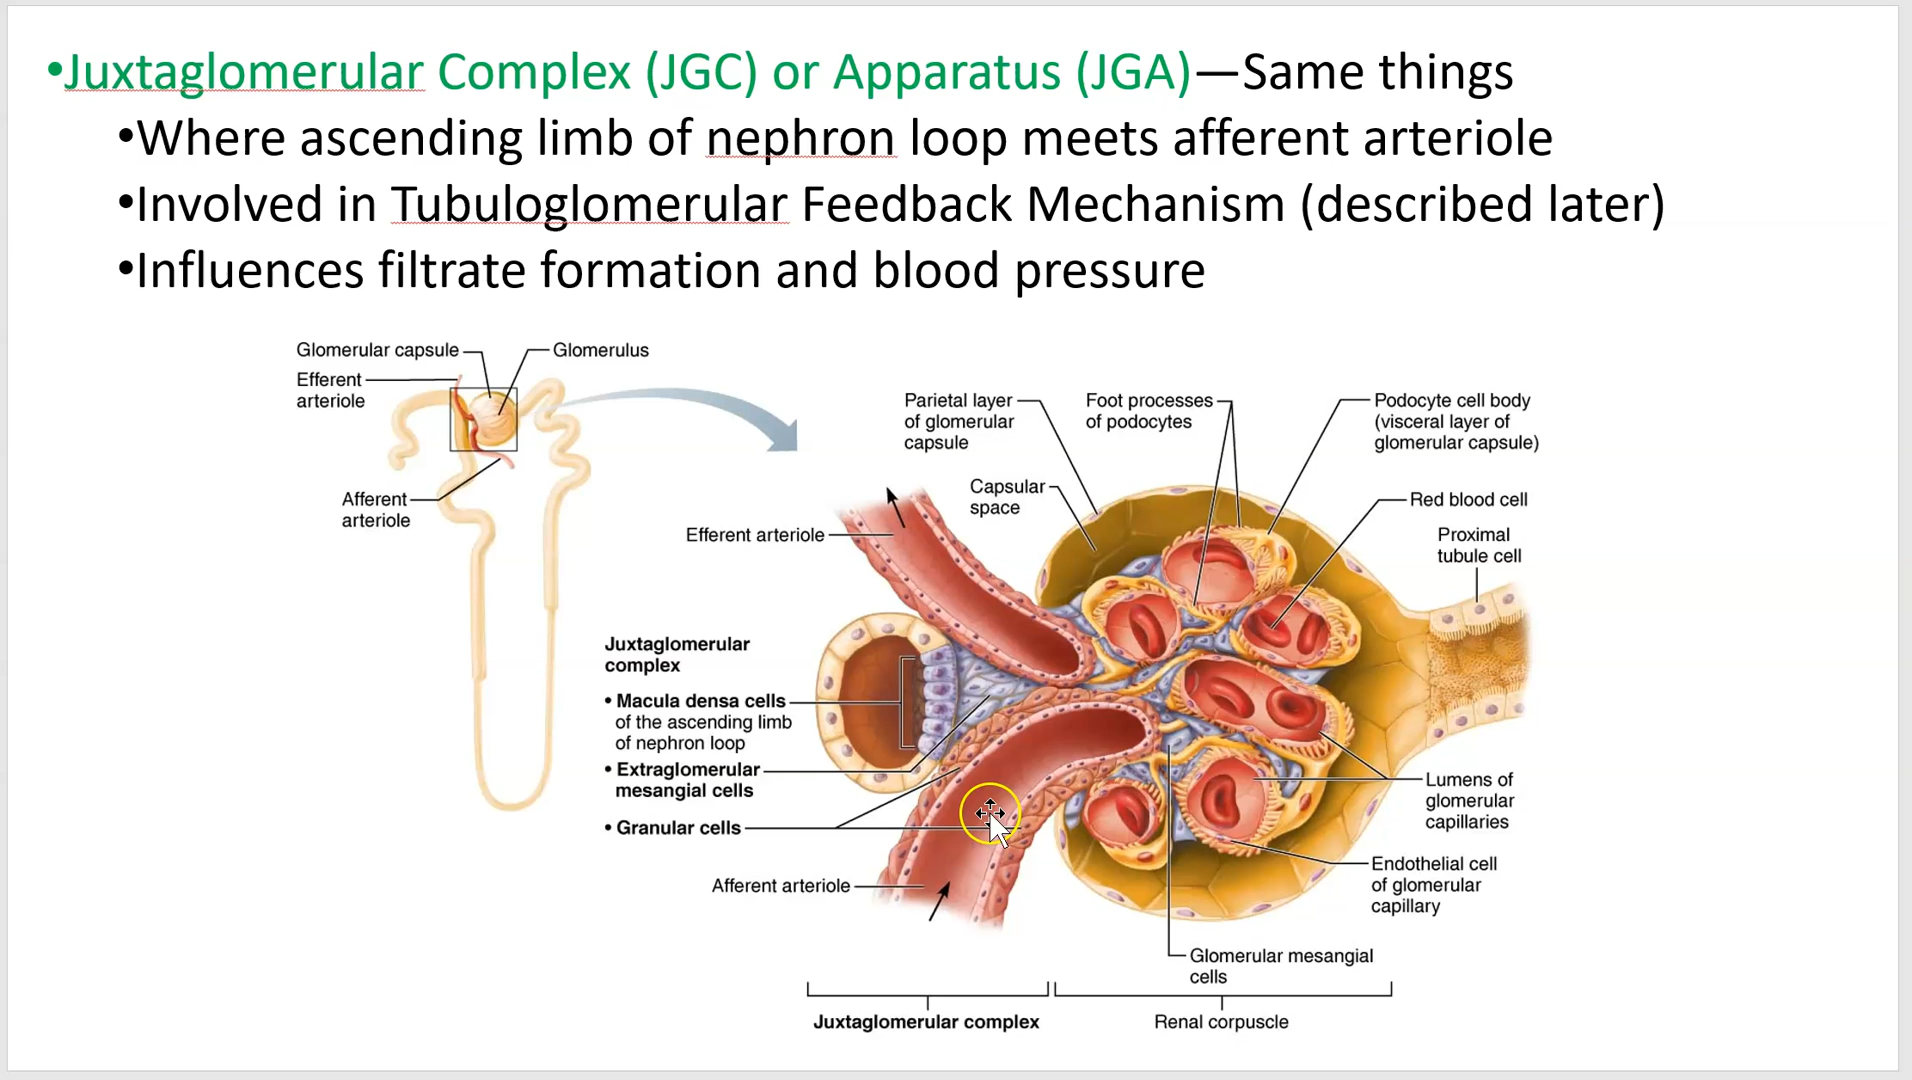 •Juxtaglomerular Complex (JGC) or Apparatus (JGA)—Same things
•Where ascending limb of nephron loop meets afferent arteriole
•Involved in Tubuloglomerular Feedback Mechanism (described later)
•Influences filtrate formation and blood pressure
Glomerular capsule
Glomerulus
Efferent
arteriole
Afferent
arteriole
Parietal layer
of glomerular
capsule
Foot processes
of podocytes
Podocyte cell body
(visceral layer of
glomerular capsule)
Capsular
space
Red blood cell
Efferent arteriole
Proximal
tubule cell
Juxtaglomerular
complex
• Macula densa cells
of the ascending limb
of nephron loop
• Extraglomerular
mesangial cells
• Granular cells
Afferent arteriole
Lumens of
glomerular
capillaries
Endothelial cell
of glomerular
capillary
Glomerular mesangial
cells
Juxtaglomerular complex
Renal corpuscle